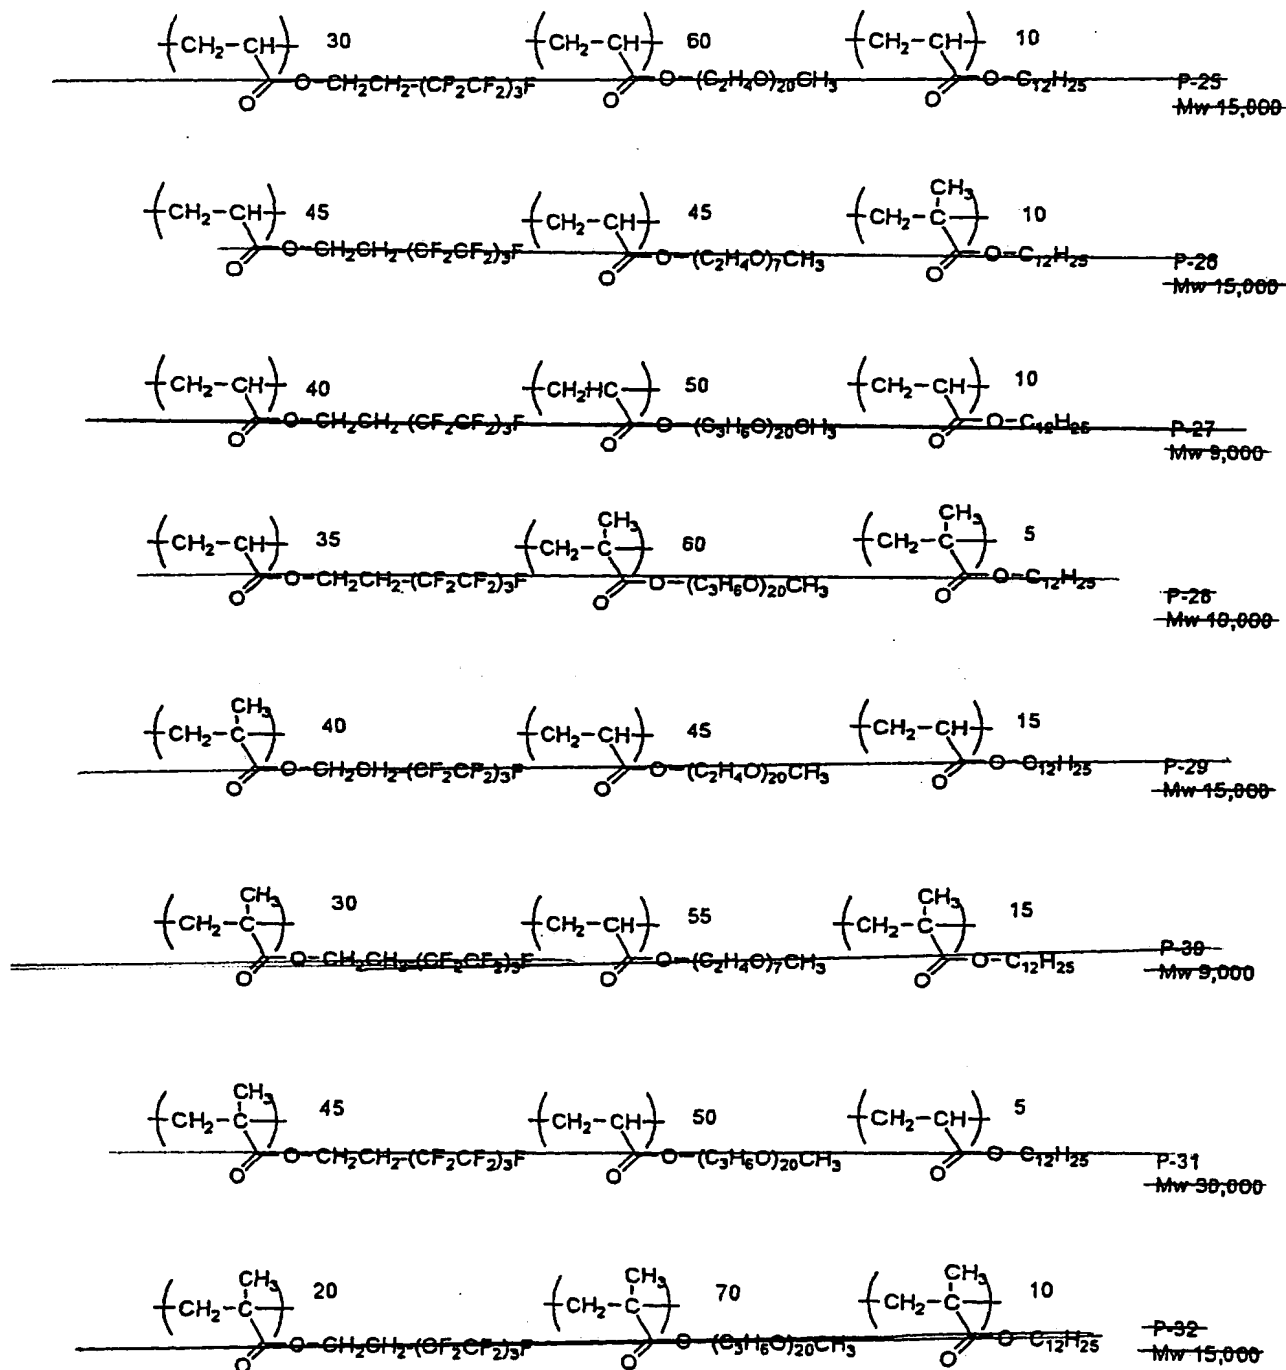 (CH₂-CH) 30 (CH₂-CH) 60 (CH₂-CH) 10
O O-CH₂CH₂-(CF₂CF₂)₃F O O-(C₂H₄O)₂₀CH₃ O O-C₁₂H₂₅ P-25
Mw 15,000
CH₃
(CH₂-CH) 45 (CH₂-CH) 45 (CH₂-C) 10
O O-CH₂CH₂-(CF₂CF₂)₃F O O-(C₂H₄O)₇CH₃ O O-C₁₂H₂₅ P-26
Mw 15,000
(CH₂-CH) 40 (CH₂HC) 50 (CH₂-CH) 10
O O-CH₂CH₂-(CF₂CF₂)₃F O O-(C₃H₆O)₂₀CH₃ O O-C₁₂H₂₅ P-27
Mw 9,000
CH₃ CH₃
(CH₂-CH) 35 (CH₂-C) 60 (CH₂-C) 5
O O-CH₂CH₂-(CF₂CF₂)₃F O O-(C₃H₆O)₂₀CH₃ O O-C₁₂H₂₅ P-28
Mw 10,000
CH₃
(CH₂-C) 40 (CH₂-CH) 45 (CH₂-CH) 15
O O-CH₂CH₂-(CF₂CF₂)₃F O O-(C₂H₄O)₂₀CH₃ O O-C₁₂H₂₅ P-29
Mw 15,000
CH₃ CH₃
(CH₂-C) 30 (CH₂-CH) 55 (CH₂-C) 15
O O-CH₂CH₂-(CF₂CF₂)₃F O O-(C₂H₄O)₇CH₃ O O-C₁₂H₂₅ P-30
Mw 9,000
CH₃
(CH₂-C) 45 (CH₂-CH) 50 (CH₂-CH) 5
O O-CH₂CH₂-(CF₂CF₂)₃F O O-(C₃H₆O)₂₀CH₃ O O-C₁₂H₂₅ P-31
Mw 30,000
CH₃ CH₃ CH₃
(CH₂-C) 20 (CH₂-C) 70 (CH₂-C) 10
O O-CH₂CH₂-(CF₂CF₂)₃F O O-(C₃H₆O)₂₀CH₃ O O-C₁₂H₂₅ P-32
Mw 15,000